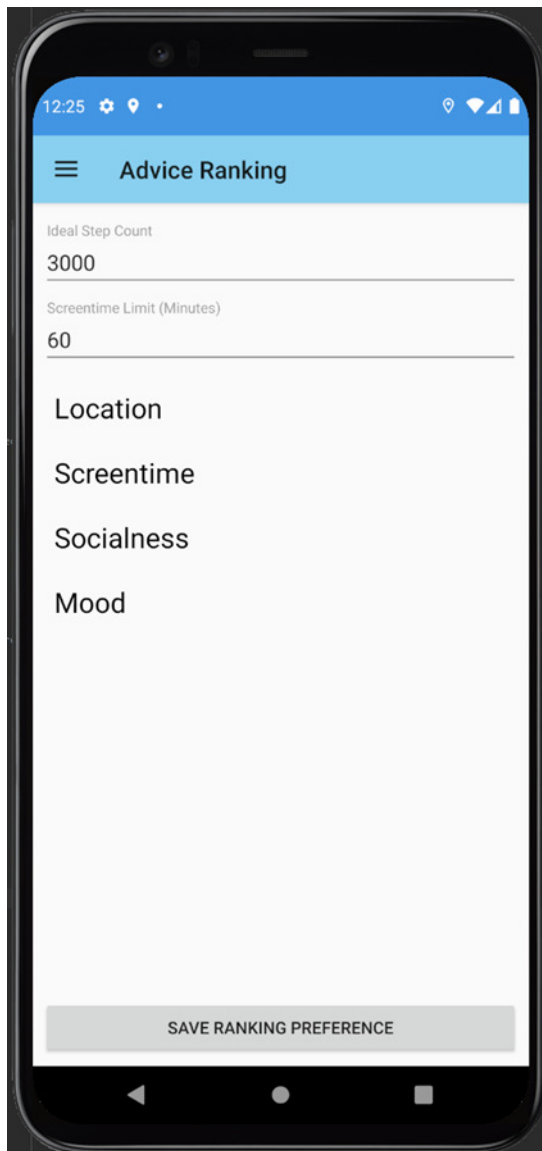 12:25
Advice Ranking
Ideal Step Count
3000
Screentime Limit (Minutes)
60
Location
Screentime
Socialness
Mood
SAVE RANKING PREFERENCE